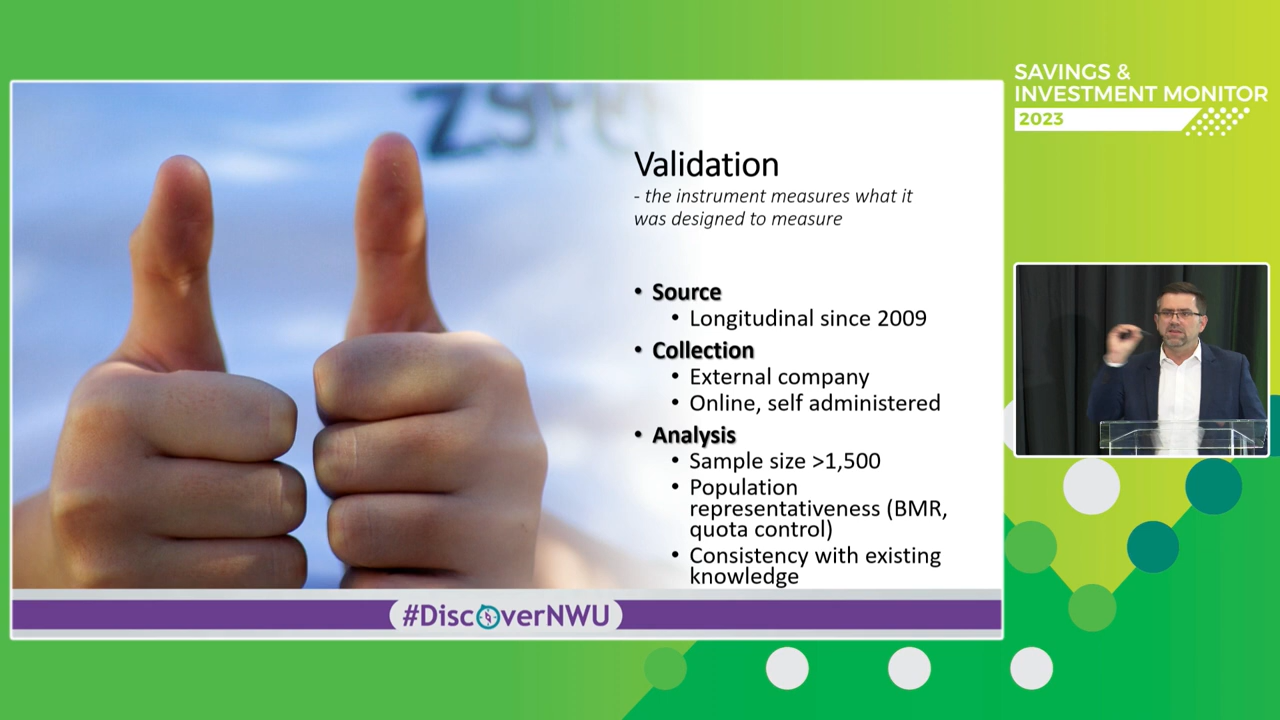 SAVINGS &
INVESTMENT MONITOR
2023
Validation
- the instrument measures what it
was designed to measure
• Source
• Longitudinal since 2009
• Collection
• External company
• Online, self administered
• Analysis
• Sample size >1,500
• Population
representativeness (BMR,
quota control)
• Consistency with existing
knowledge
#DiscoverNWU